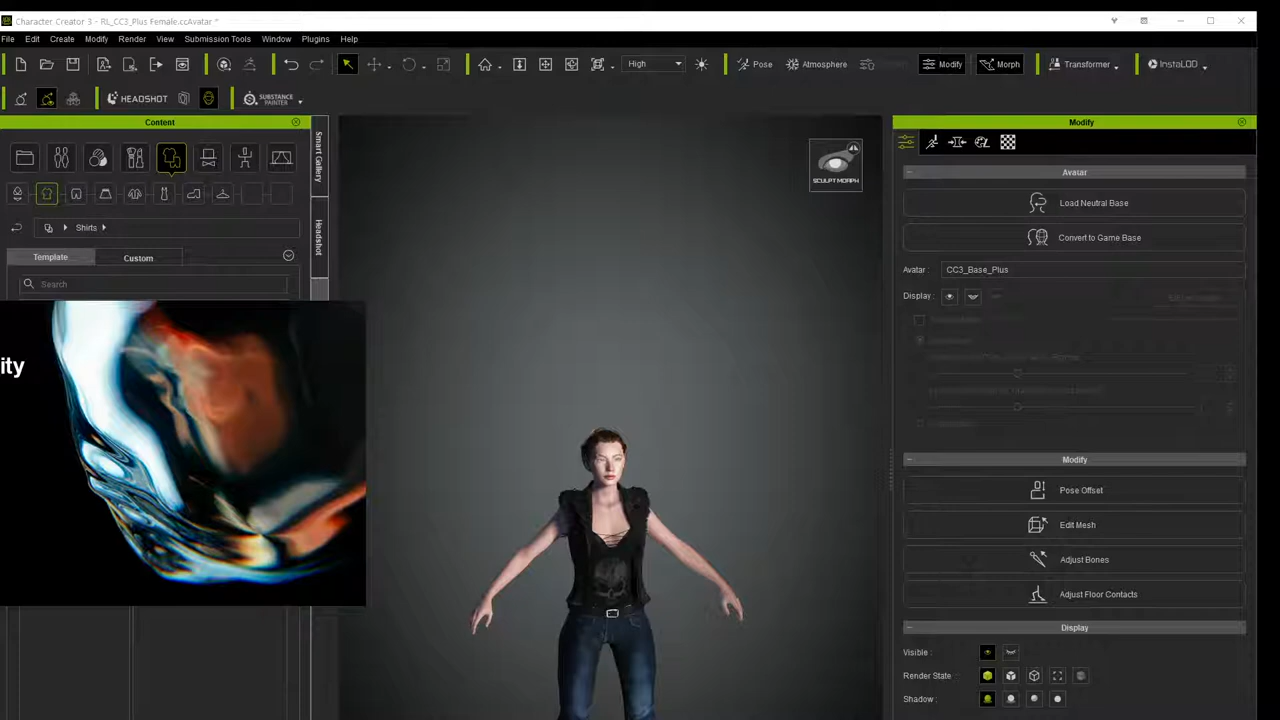 Character Creator 3 - RL_CC3_Plus Female.ccAvatar *
File Edit Create Modify Render View Submission Tools Window Plugins Help
High Pose Atmosphere Modify Morph Transformer InstaLOD
HEADSHOT SUBSTANCE PAINTER
Content
Modify
Smart Gallery
Headshot
SCULPT MORPH
Shirts
Template Custom
Search
ity
Avatar
Load Neutral Base
Convert to Game Base
Avatar : CC3_Base_Plus
Display :
Modify
Pose Offset
Edit Mesh
Adjust Bones
Adjust Floor Contacts
Display
Visible :
Render State :
Shadow :